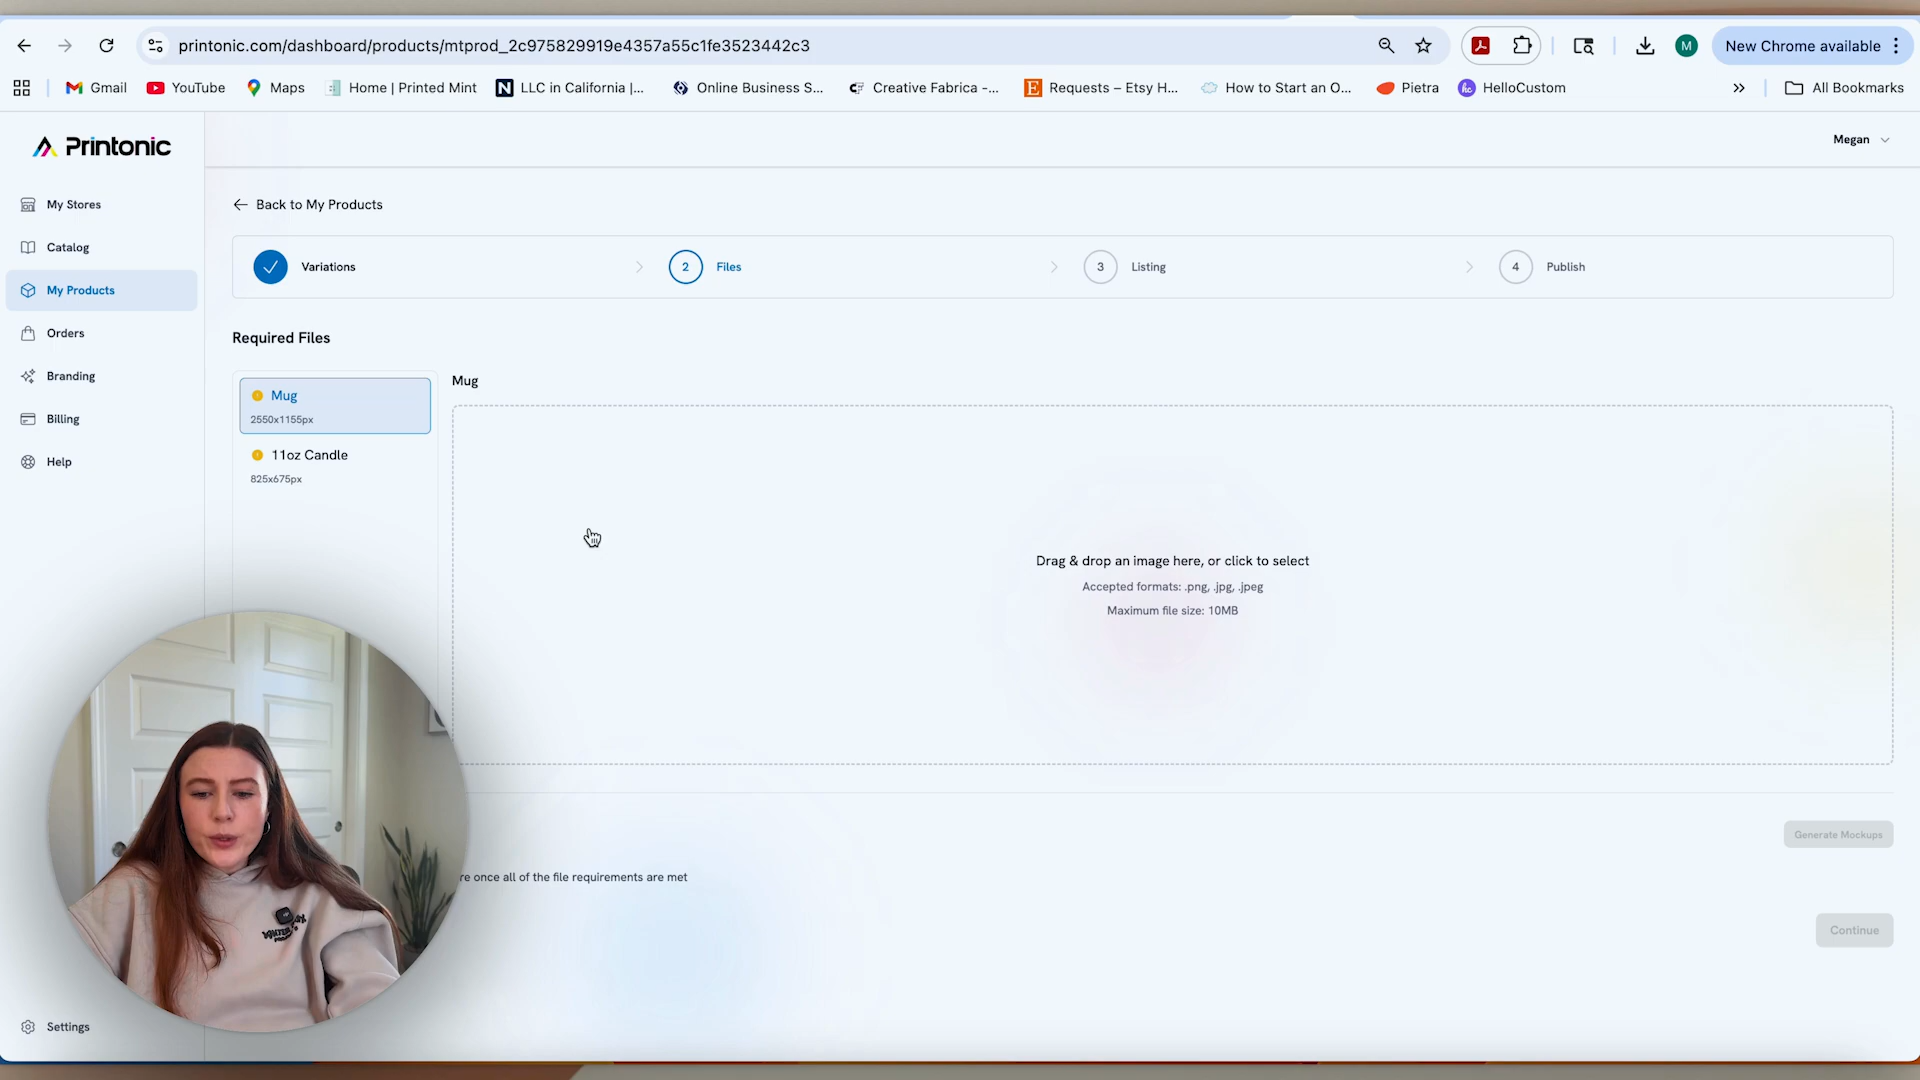 printonic.com/dashboard/products/mtprod_2c975829919e4357a55c1fe3523442c3
M
New Chrome available
Gmail
YouTube
Maps
Home | Printed Mint
LLC in California |...
Online Business S...
Creative Fabrica -...
Requests – Etsy H...
How to Start an O...
Pietra
HelloCustom
All Bookmarks
Printonic
Megan
My Stores
Catalog
My Products
Orders
Branding
Billing
Help
Settings
Back to My Products
Variations
2 Files
3 Listing
4 Publish
Required Files
Mug
2550x1155px
11oz Candle
825x675px
Mug
Drag & drop an image here, or click to select
Accepted formats: .png, .jpg, .jpeg
Maximum file size: 10MB
Generate Mockups
once all of the file requirements are met
Continue